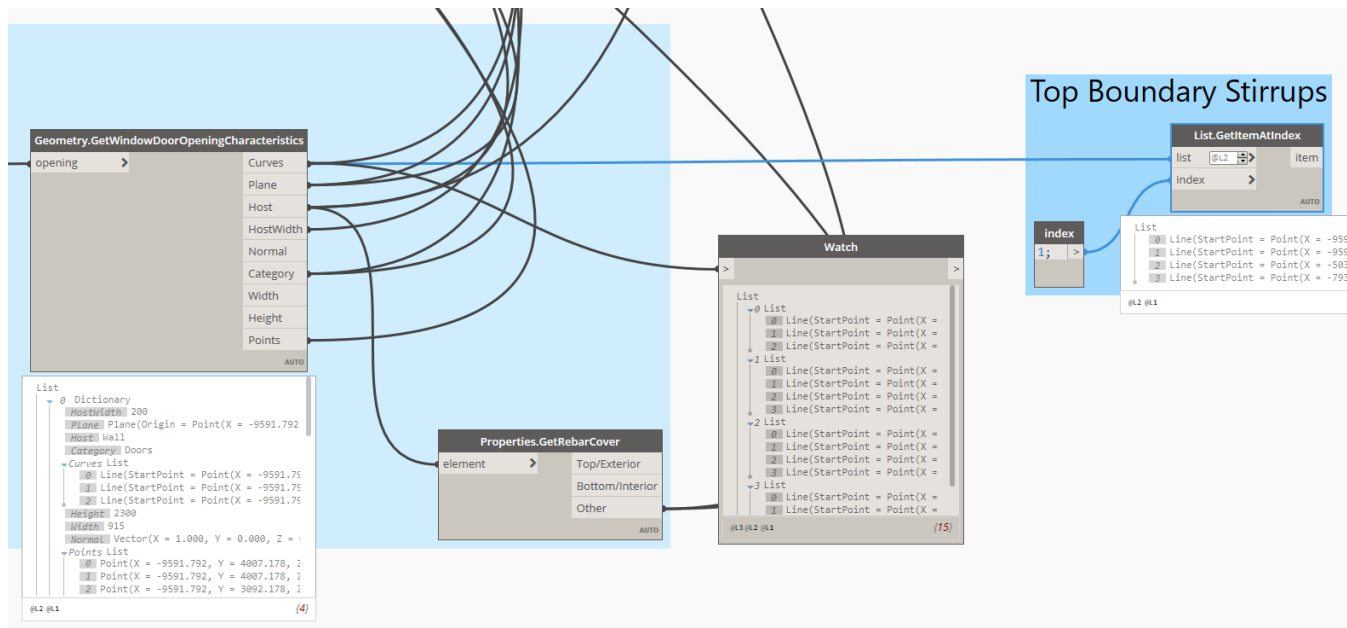 Top Boundary Stirrups
Geometry.GetWindowDoorOpeningCharacteristics
opening >
Curves
Plane
Host
HostWidth
Normal
Category
Width
Height
Points
AUTO
List
0 Dictionary
HostWidth 200
Plane Plane(Origin = Point(X = -9591.792
Host Wall
Category Doors
Curves List
0 Line(StartPoint = Point(X = -9591.79
1 Line(StartPoint = Point(X = -9591.79
2 Line(StartPoint = Point(X = -9591.79
Height 2300
Width 915
Normal Vector(X = 1.000, Y = 0.000, Z =
Points List
0 Point(X = -9591.792, Y = 4007.178, Z
1 Point(X = -9591.792, Y = 4007.178, Z
2 Point(X = -9591.792, Y = 3092.178, Z
@L2 @L1 {4}
Properties.GetRebarCover
element >
Top/Exterior
Bottom/Interior
Other
AUTO
Watch
> >
List
0 List
0 Line(StartPoint = Point(X =
1 Line(StartPoint = Point(X =
2 Line(StartPoint = Point(X =
1 List
0 Line(StartPoint = Point(X =
1 Line(StartPoint = Point(X =
2 Line(StartPoint = Point(X =
3 Line(StartPoint = Point(X =
2 List
0 Line(StartPoint = Point(X =
1 Line(StartPoint = Point(X =
2 Line(StartPoint = Point(X =
3 Line(StartPoint = Point(X =
3 List
0 Line(StartPoint = Point(X =
1 Line(StartPoint = Point(X =
@L3 @L2 @L1 {15}
List.GetItemAtIndex
list @L2 > item
index >
AUTO
index
1; >
List
0 Line(StartPoint = Point(X = -959
1 Line(StartPoint = Point(X = -959
2 Line(StartPoint = Point(X = -503
3 Line(StartPoint = Point(X = -793
@L2 @L1